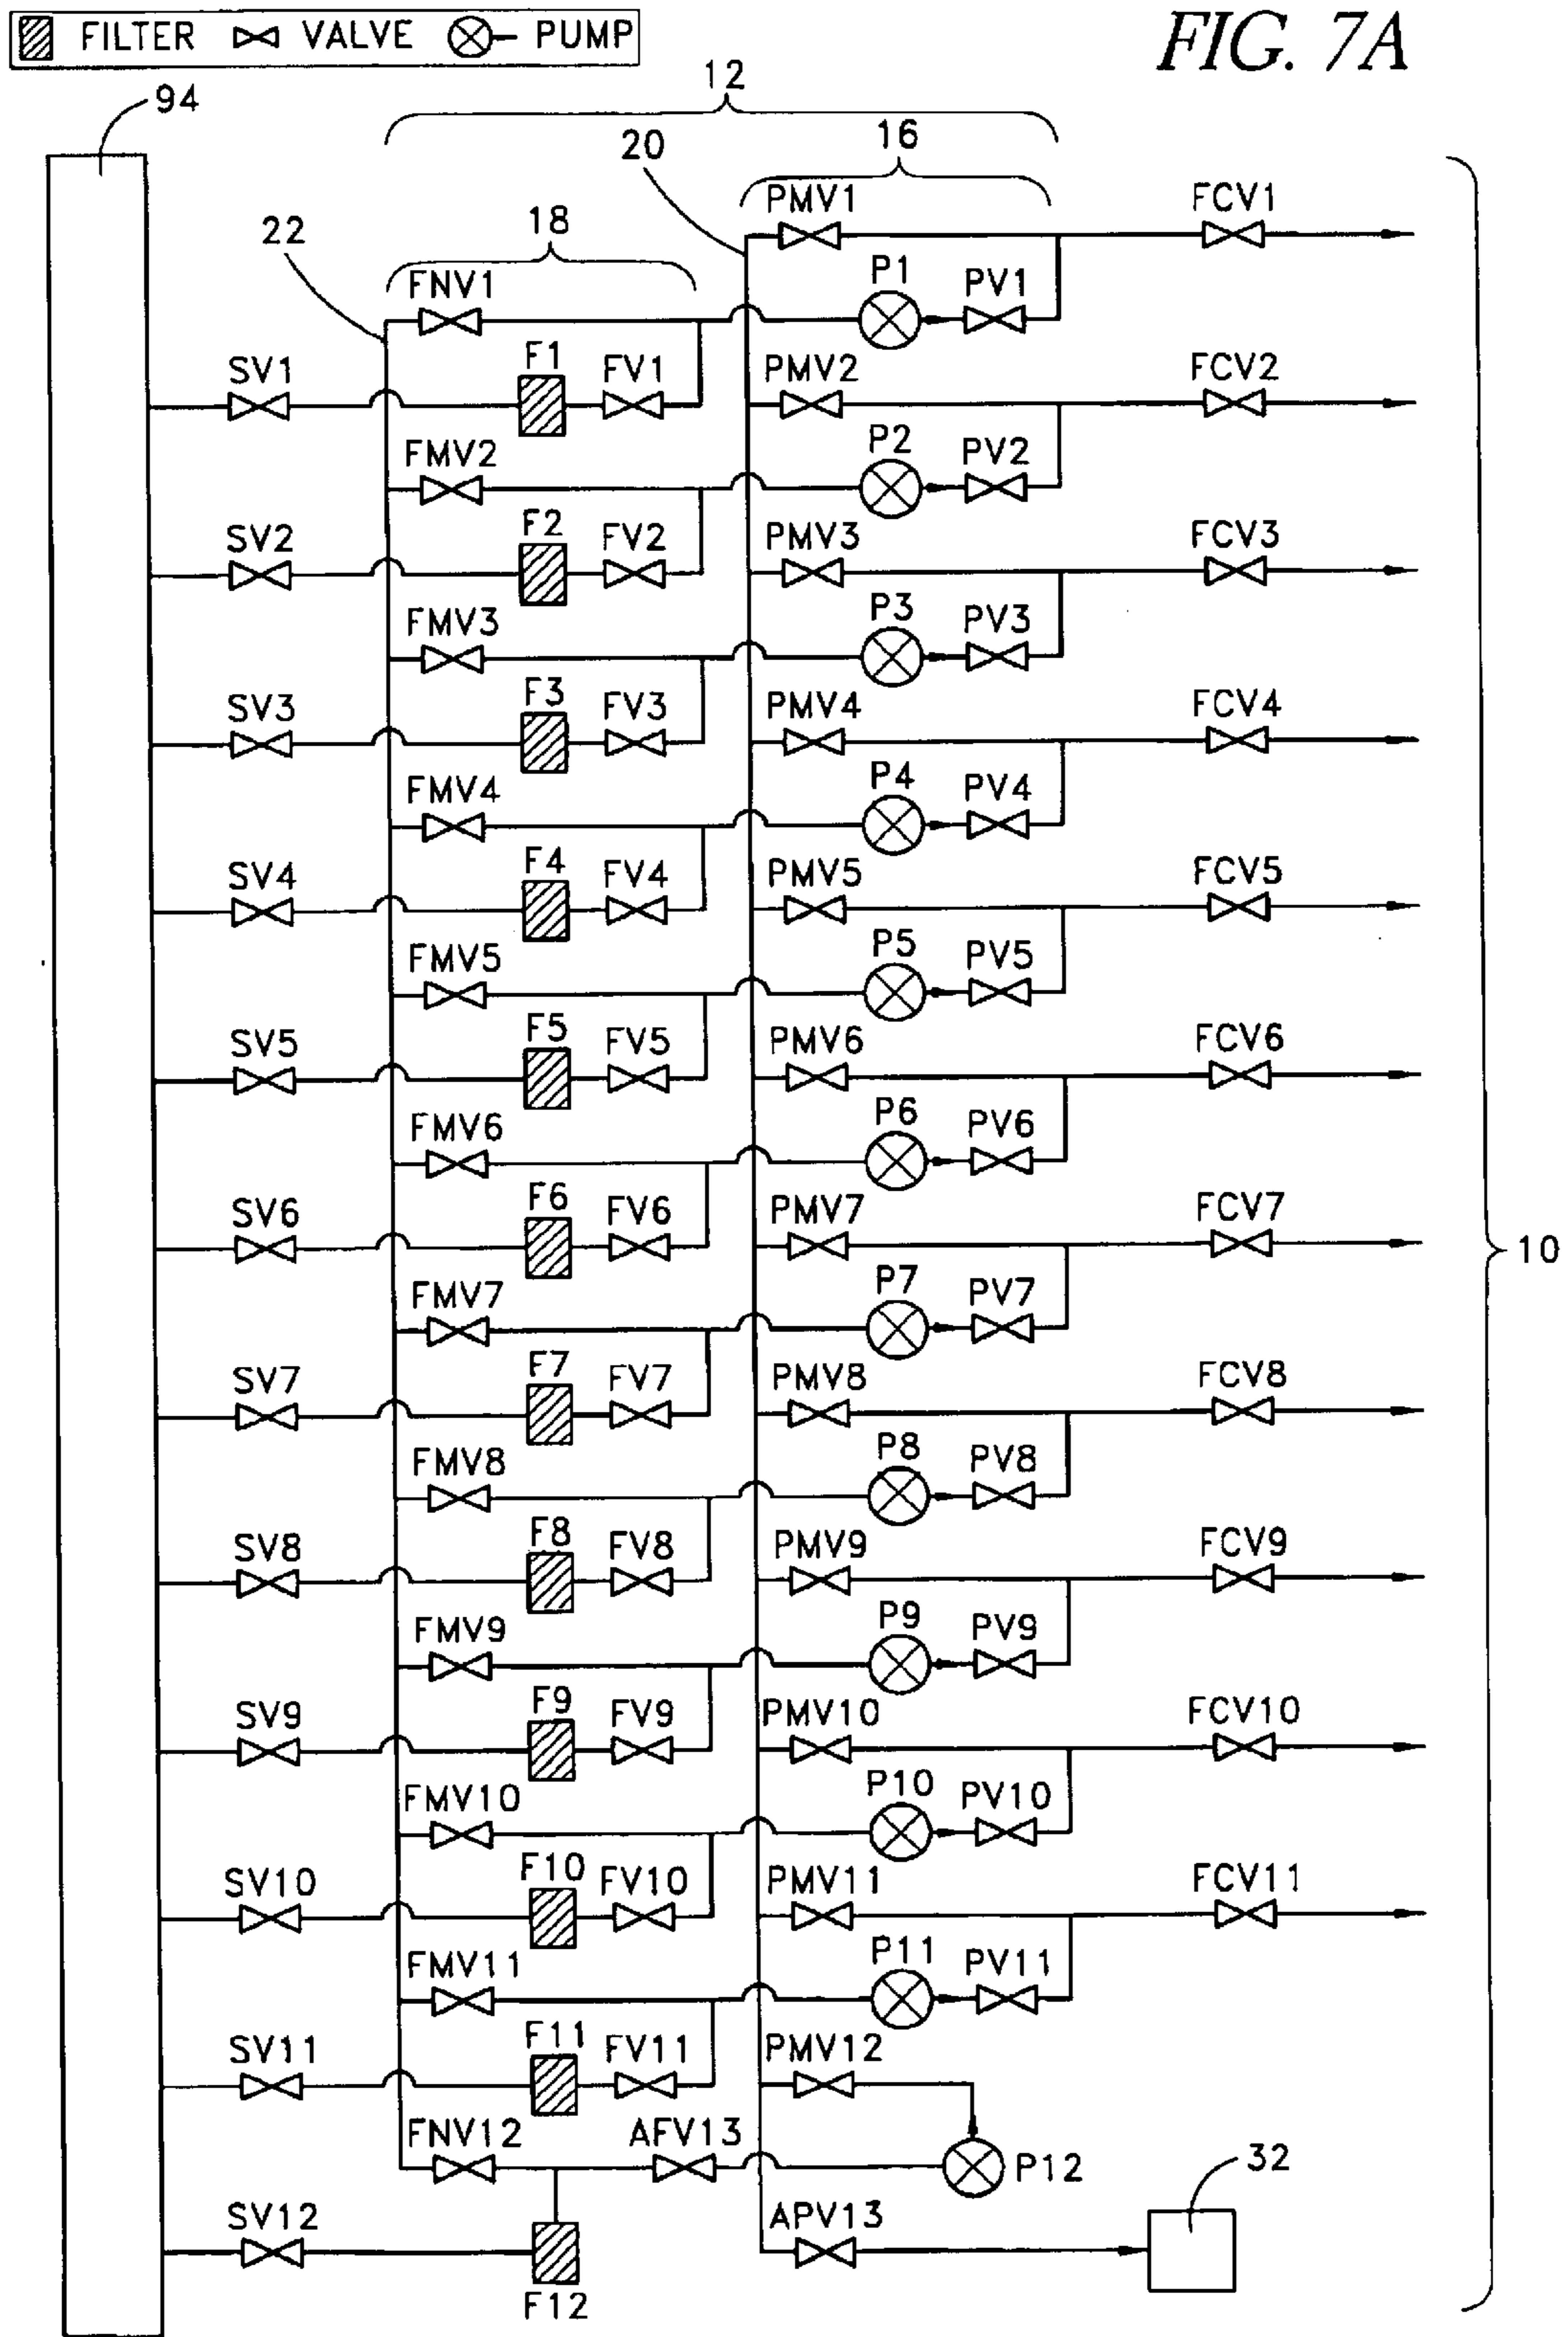 FILTER VALVE PUMP
FIG. 7A
94
12
16
20
PMV1 FCV1
18
22
FNV1 P1 PV1
SV1 F1 FV1 PMV2 FCV2
FMV2 P2 PV2
SV2 F2 FV2 PMV3 FCV3
FMV3 P3 PV3
SV3 F3 FV3 PMV4 FCV4
FMV4 P4 PV4
SV4 F4 FV4 PMV5 FCV5
FMV5 P5 PV5
SV5 F5 FV5 PMV6 FCV6
FMV6 P6 PV6
SV6 F6 FV6 PMV7 FCV7
10
FMV7 P7 PV7
SV7 F7 FV7 PMV8 FCV8
FMV8 P8 PV8
SV8 F8 FV8 PMV9 FCV9
FMV9 P9 PV9
SV9 F9 FV9 PMV10 FCV10
FMV10 P10 PV10
SV10 F10 FV10 PMV11 FCV11
FMV11 P11 PV11
SV11 F11 FV11 PMV12
FNV12 AFV13 P12 32
SV12 APV13
F12